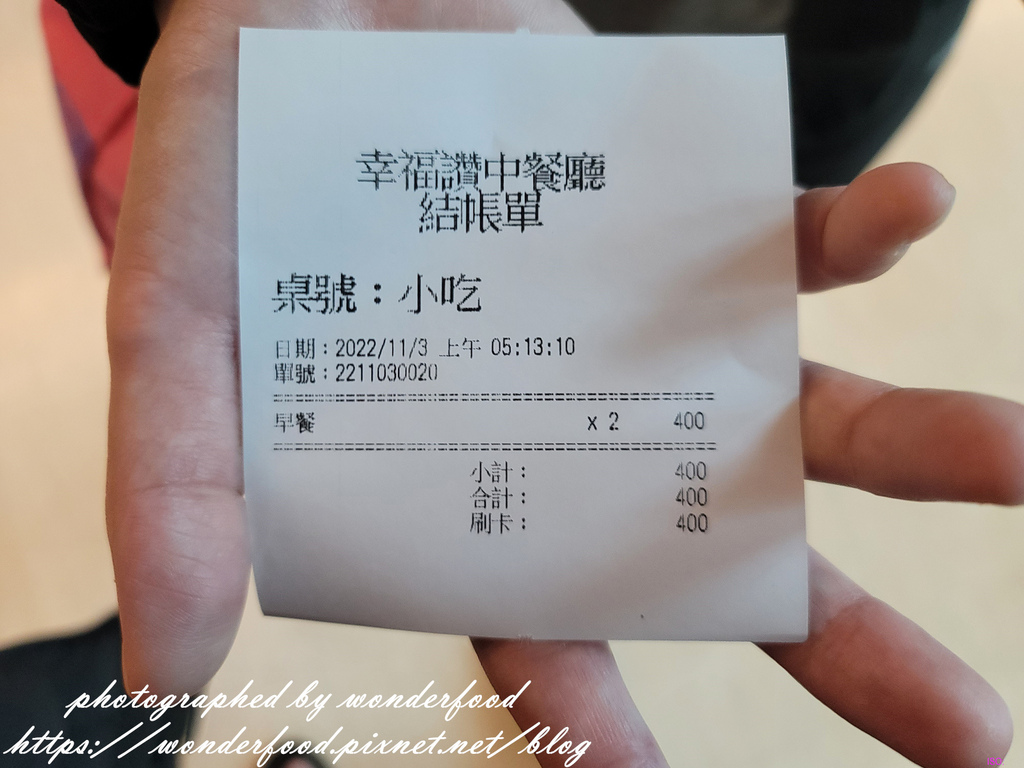 幸福讚中餐廳
結帳單
桌號：小吃
日期：2022/11/3 上午 05:13:10
單號：2211030020
早餐 x 2 400
小計： 400
合計： 400
刷卡： 400
photographed by wonderfood
https://wonderfood.pixnet.net/blog